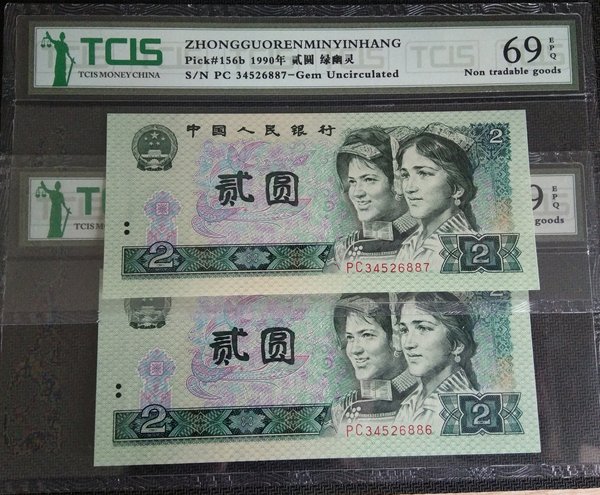 TCIS
TCIS MONEY CHINA
ZHONGGUORENMINYINHANG
Pick#156b 1990年 贰圆 绿幽灵
S/N PC 34526887-Gem Uncirculated
69 EPQ
Non tradable goods
中国人民银行
2
贰圆
2
PC34526887
2
TCIS
TCIS MONEY CHINA
9 EPQ
goods
2
贰圆
2
PC34526886
2